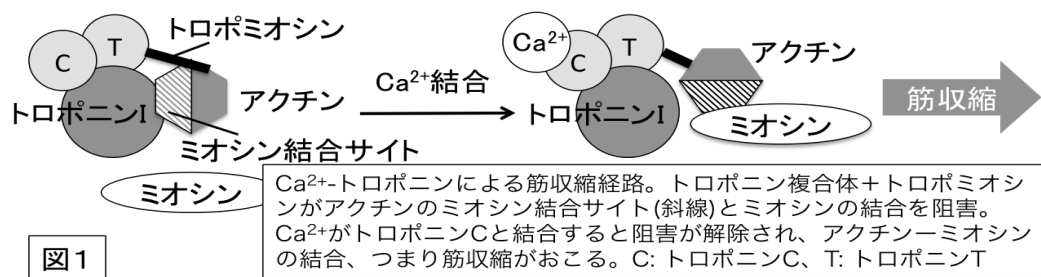 トロポミオシン
T
C
トロポニンI
アクチン
ミオシン結合サイト
ミオシン
Ca²⁺結合
Ca²⁺
T
C
トロポニンI
アクチン
ミオシン
筋収縮
図1
Ca²⁺-トロポニンによる筋収縮経路。トロポニン複合体＋トロポミオシ
ンがアクチンのミオシン結合サイト(斜線)とミオシンの結合を阻害。
Ca²⁺がトロポニンCと結合すると阻害が解除され、アクチンーミオシン
の結合、つまり筋収縮がおこる。C: トロポニンC、T: トロポニンT